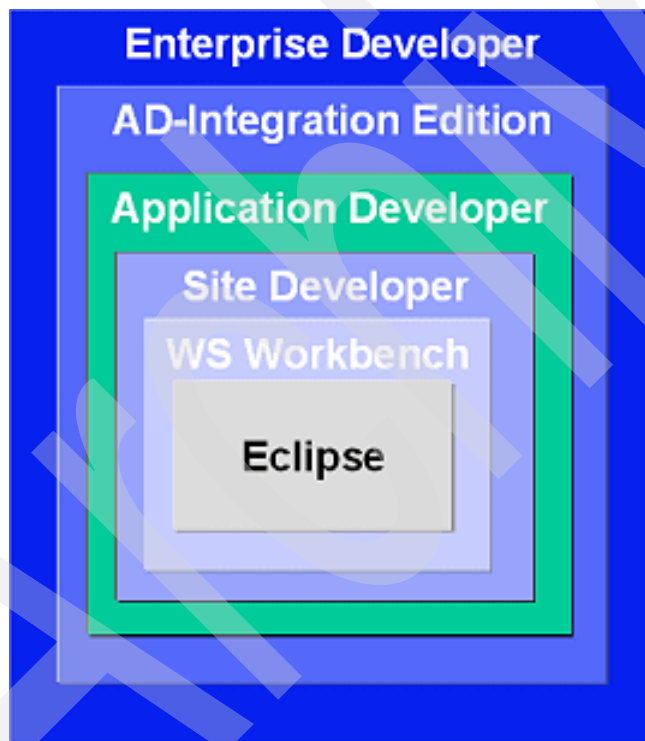 Enterprise Developer
AD-Integration Edition
Application Developer
Site Developer
WS Workbench
Eclipse